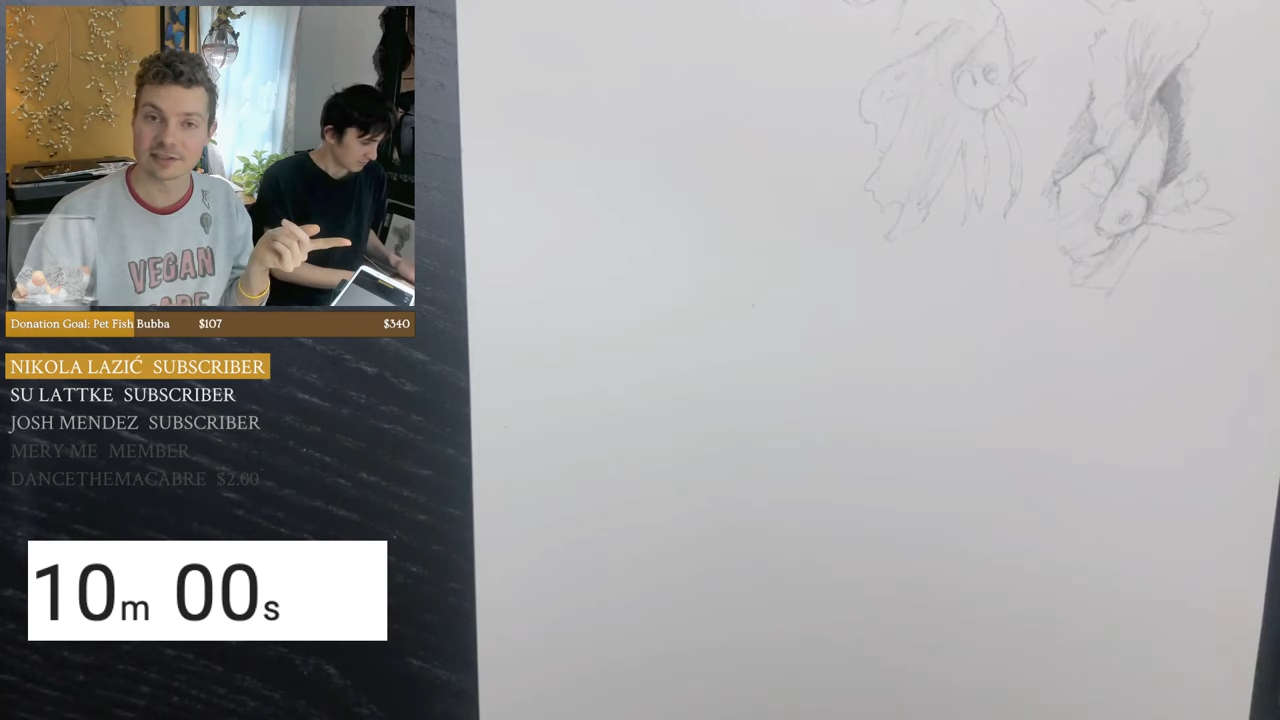 VEGAN
Donation Goal: Pet Fish Bubba $107 $340
NIKOLA LAZIĆ SUBSCRIBER
SU LATTKE SUBSCRIBER
JOSH MENDEZ SUBSCRIBER
MERY ME MEMBER
DANCETHEMACABRE $2.00
10m 00s